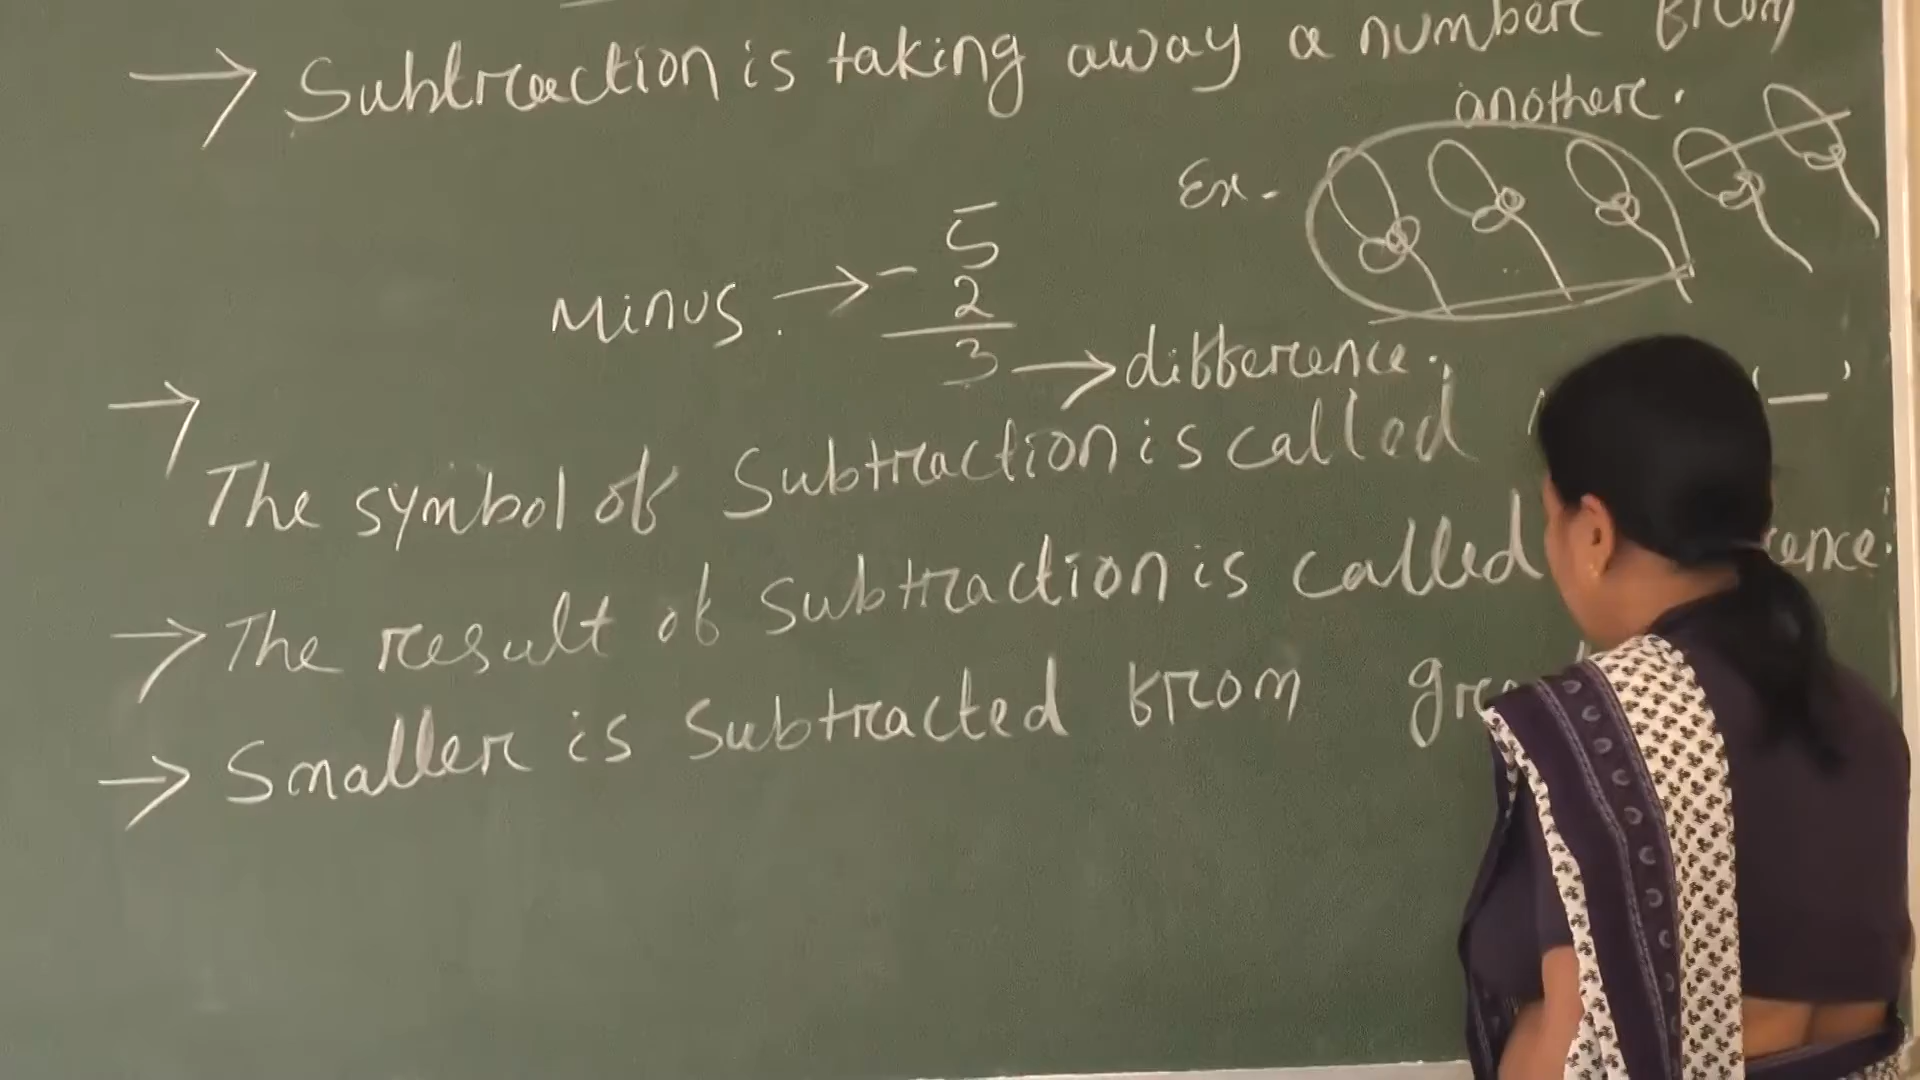 → Subtraction is taking away a number from
another.
Ex-
Minus. → - 5
2
3 → difference.
→
The symbol of Subtraction is called '—'
→ The result of Subtraction is called
→ Smaller is Subtracted from